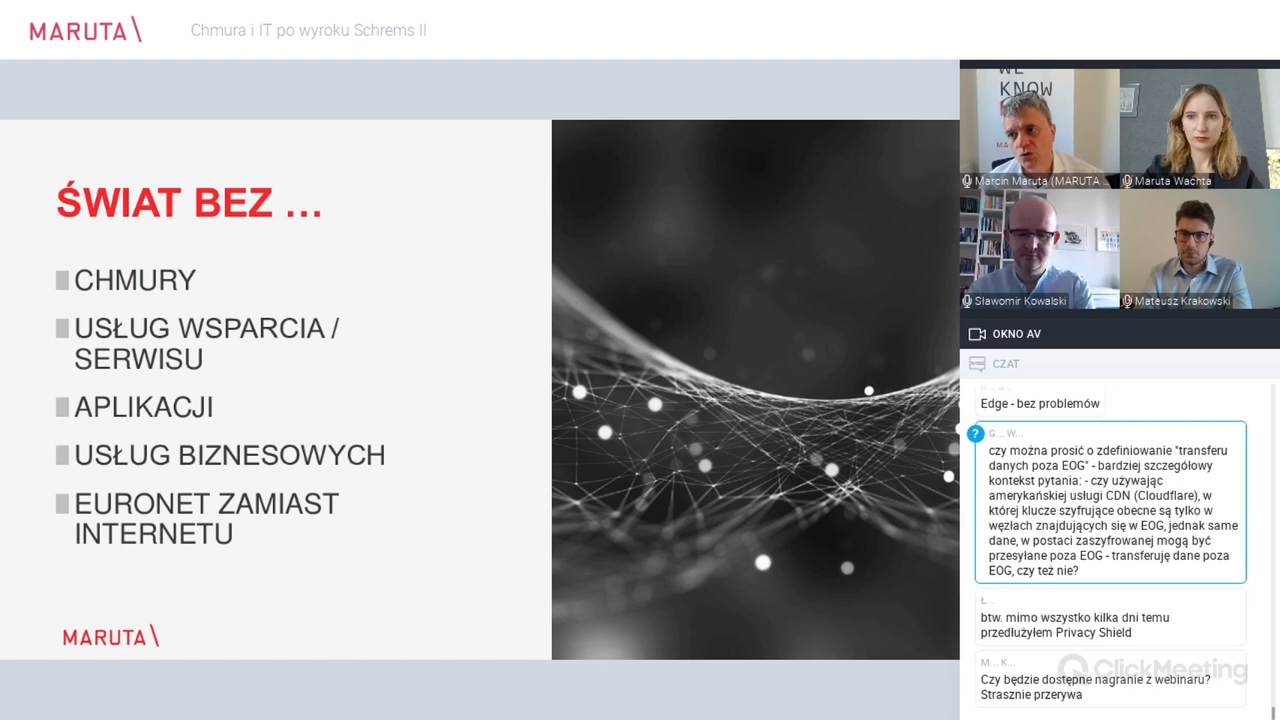 MARUTA\
Chmura i IT po wyroku Schrems II
ŚWIAT BEZ ...
CHMURY
USŁUG WSPARCIA /
SERWISU
APLIKACJI
USŁUG BIZNESOWYCH
EURONET ZAMIAST
INTERNETU
MARUTA\
WE
KNOW
MA
Marcin Maruta (MARUTA ...
Maruta Wachta
Sławomir Kowalski
Mateusz Krakowski
OKNO AV
CZAT
Edge - bez problemów
?
G... W...
czy można prosić o zdefiniowanie "transferu
danych poza EOG" - bardziej szczegółowy
kontekst pytania: - czy używając
amerykańskiej usługi CDN (Cloudflare), w
której klucze szyfrujące obecne są tylko w
węzłach znajdujących się w EOG, jednak same
dane, w postaci zaszyfrowanej mogą być
przesyłane poza EOG - transferuję dane poza
EOG, czy też nie?
Ł...
btw. mimo wszystko kilka dni temu
przedłużyłem Privacy Shield
M... K...
ClickMeeting
Czy będzie dostępne nagranie z webinaru?
Strasznie przerywa